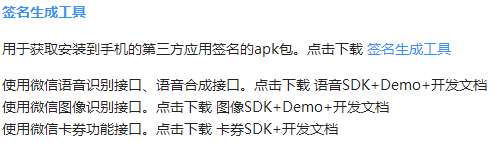 签名生成工具
用于获取安装到手机的第三方应用签名的apk包。点击下载 签名生成工具
使用微信语音识别接口、语音合成接口。点击下载 语音SDK+Demo+开发文档
使用微信图像识别接口。点击下载 图像SDK+Demo+开发文档
使用微信卡券功能接口。点击下载 卡券SDK+开发文档